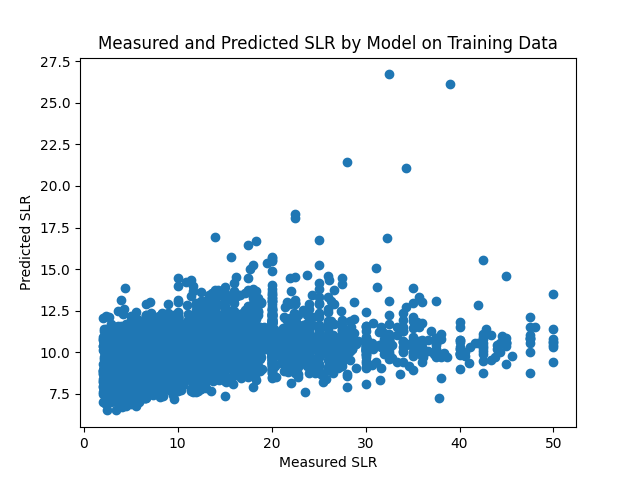 Measured and Predicted SLR by Model on Training Data
27.5
25.0
22.5
20.0
17.5
15.0
12.5
10.0
7.5
Predicted SLR
0 10 20 30 40 50
Measured SLR